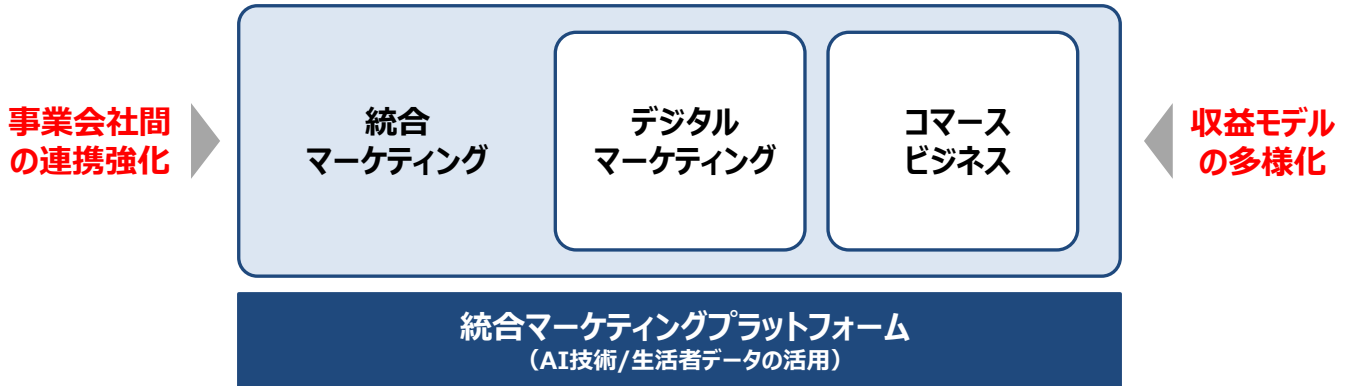 事業会社間
の連携強化
統合
マーケティング
デジタル
マーケティング
コマース
ビジネス
収益モデル
の多様化
統合マーケティングプラットフォーム
（AI技術/生活者データの活用）